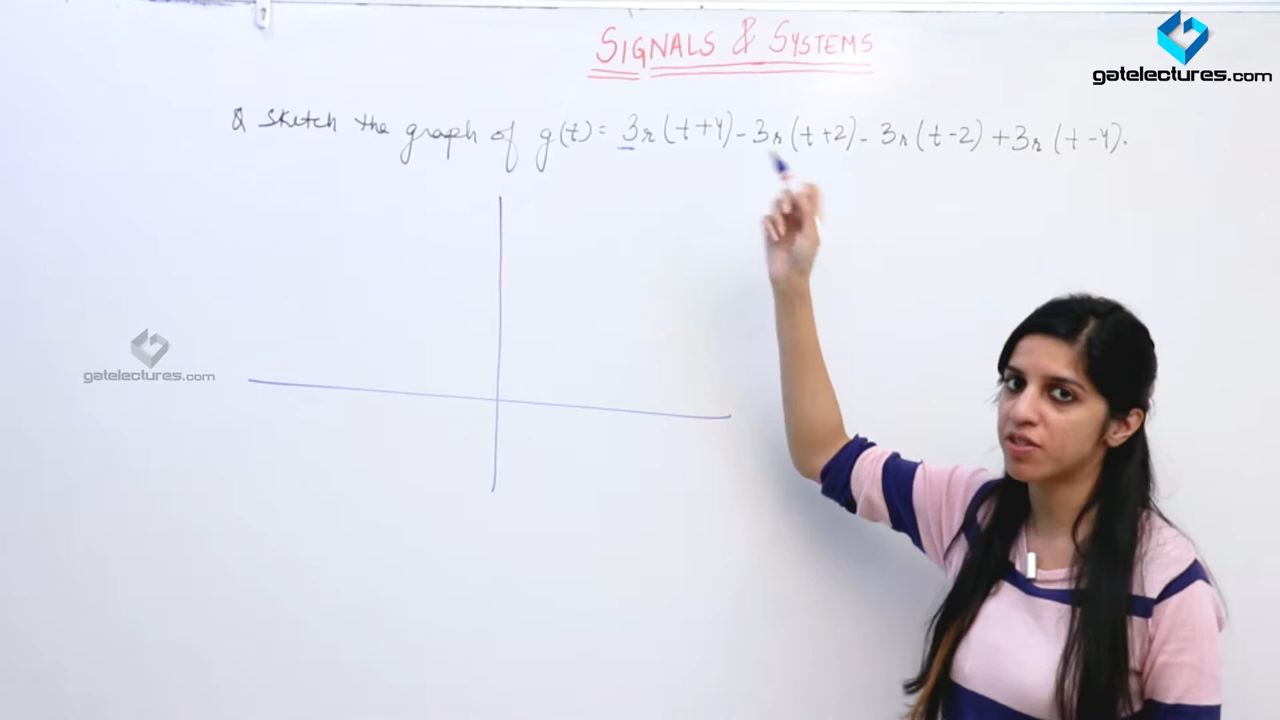 SIGNALS & SYSTEMS
gatelectures.com
Q Sketch the graph of g(t) = 3r(t+4) - 3r(t+2) - 3r(t-2) + 3r(t-4).
gatelectures.com